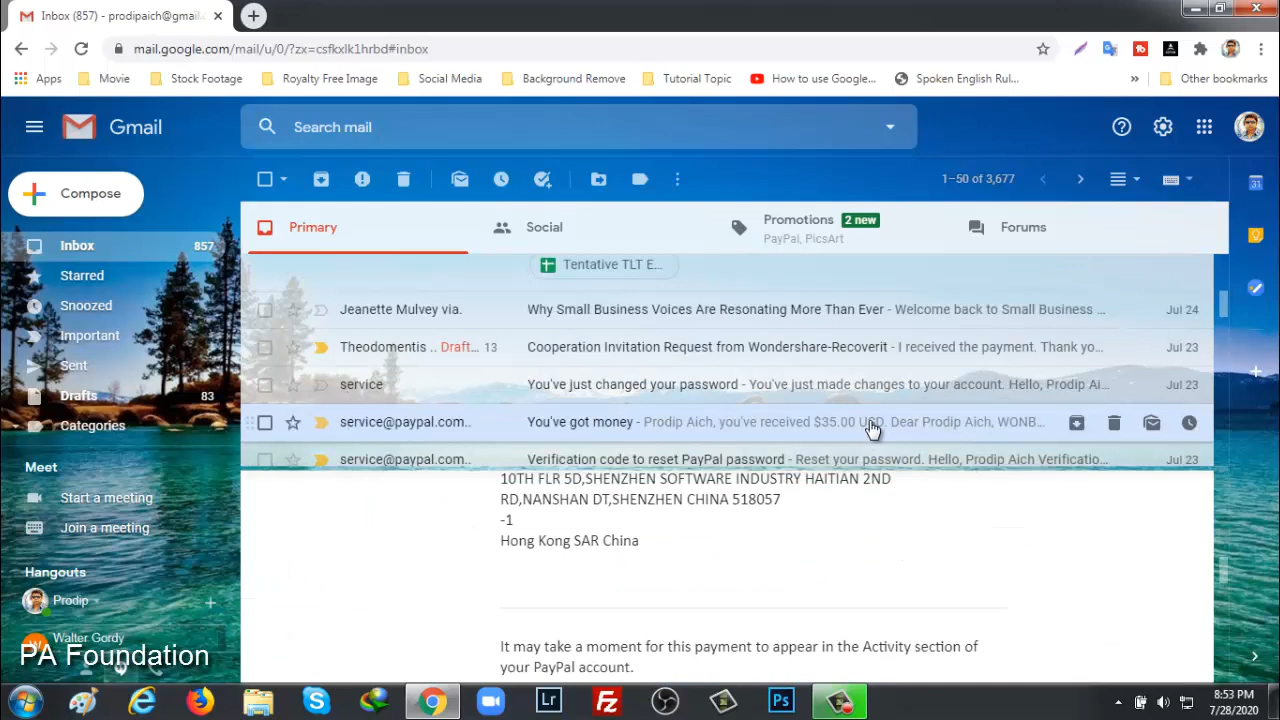 Inbox (857) - prodipaich@gmail.
mail.google.com/mail/u/0/?zx=csfkxlk1hrbd#inbox
Apps Movie Stock Footage Royalty Free Image Social Media Background Remove Tutorial Topic How to use Google... Spoken English Rul... » Other bookmarks
Gmail
Search mail
Compose
1–50 of 3,677
Primary
Social
Promotions 2 new
PayPal, PicsArt
Forums
Inbox 857
Starred
Snoozed
Important
Sent
Drafts 83
Categories
Meet
Start a meeting
Join a meeting
Hangouts
Prodip
Walter Gordy
Tentative TLT E...
Jeanette Mulvey via. Why Small Business Voices Are Resonating More Than Ever - Welcome back to Small Business ... Jul 24
Theodomentis .. Draft... 13 Cooperation Invitation Request from Wondershare-Recoverit - I received the payment. Thank yo... Jul 23
service You've just changed your password - You've just made changes to your account. Hello, Prodip Ai... Jul 23
service@paypal.com.. You've got money - Prodip Aich, you've received $35.00 USD. Dear Prodip Aich, WONB...
service@paypal.com.. Verification code to reset PayPal password - Reset your password. Hello, Prodip Aich Verificatio... Jul 23
10TH FLR 5D,SHENZHEN SOFTWARE INDUSTRY HAITIAN 2ND
RD,NANSHAN DT,SHENZHEN CHINA 518057
-1
Hong Kong SAR China
It may take a moment for this payment to appear in the Activity section of
your PayPal account.
PA Foundation
Lr
Ps
8:53 PM
7/28/2020